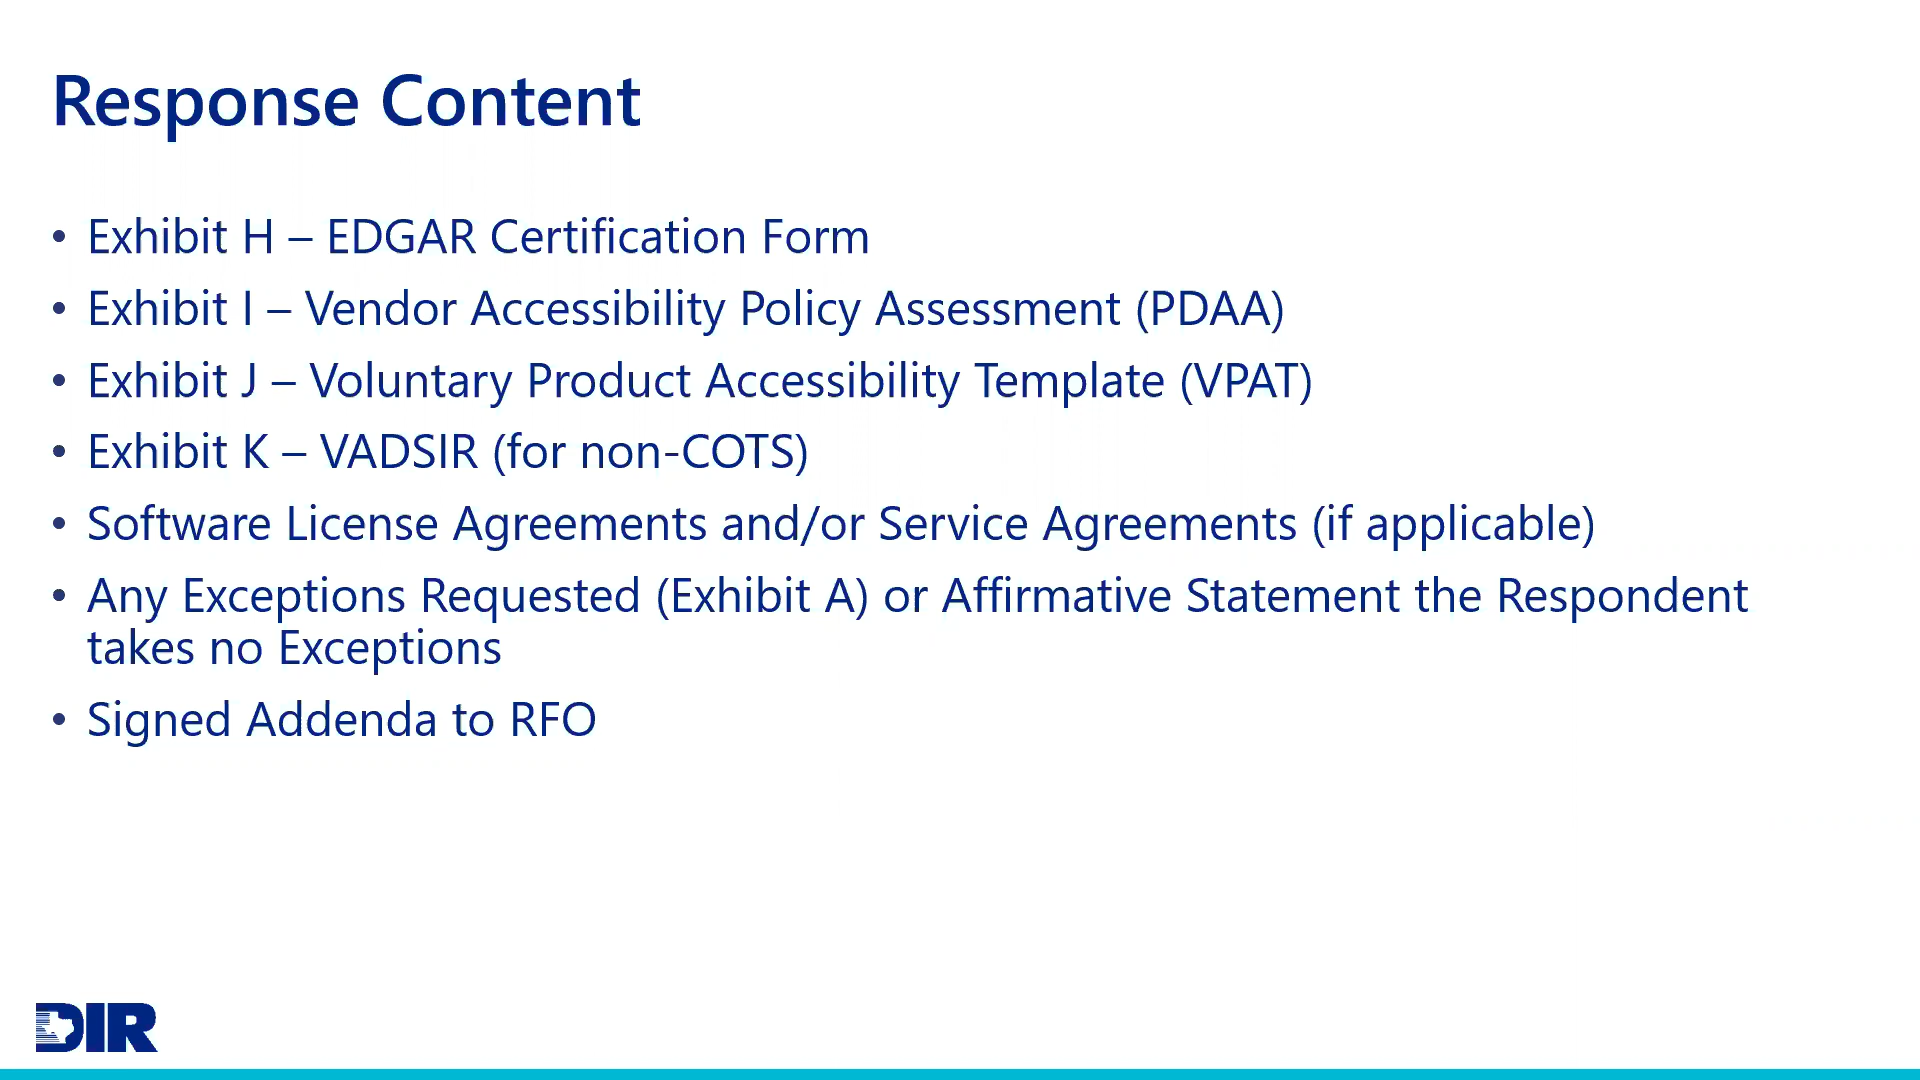 Response Content
• Exhibit H – EDGAR Certification Form
• Exhibit I – Vendor Accessibility Policy Assessment (PDAA)
• Exhibit J – Voluntary Product Accessibility Template (VPAT)
• Exhibit K – VADSIR (for non-COTS)
• Software License Agreements and/or Service Agreements (if applicable)
• Any Exceptions Requested (Exhibit A) or Affirmative Statement the Respondent
takes no Exceptions
• Signed Addenda to RFO
DIR